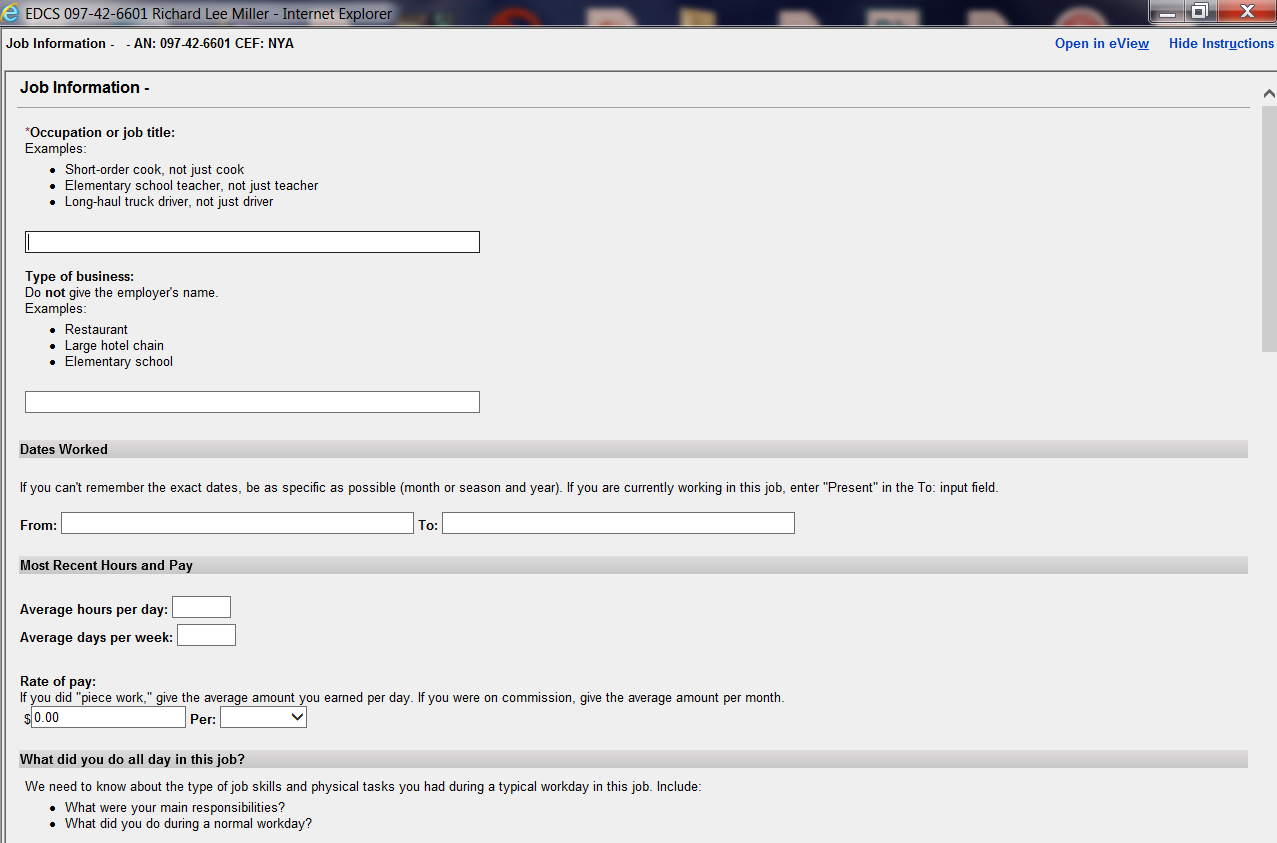 EDCS 097-42-6601 Richard Lee Miller - Internet Explorer
Job Information - - AN: 097-42-6601 CEF: NYA
Open in eView Hide Instructions
Job Information -
*Occupation or job title:
Examples:
• Short-order cook, not just cook
• Elementary school teacher, not just teacher
• Long-haul truck driver, not just driver
Type of business:
Do not give the employer's name.
Examples:
• Restaurant
• Large hotel chain
• Elementary school
Dates Worked
If you can't remember the exact dates, be as specific as possible (month or season and year). If you are currently working in this job, enter "Present" in the To: input field.
From: To:
Most Recent Hours and Pay
Average hours per day:
Average days per week:
Rate of pay:
If you did "piece work," give the average amount you earned per day. If you were on commission, give the average amount per month.
$0.00 Per:
What did you do all day in this job?
We need to know about the type of job skills and physical tasks you had during a typical workday in this job. Include:
• What were your main responsibilities?
• What did you do during a normal workday?